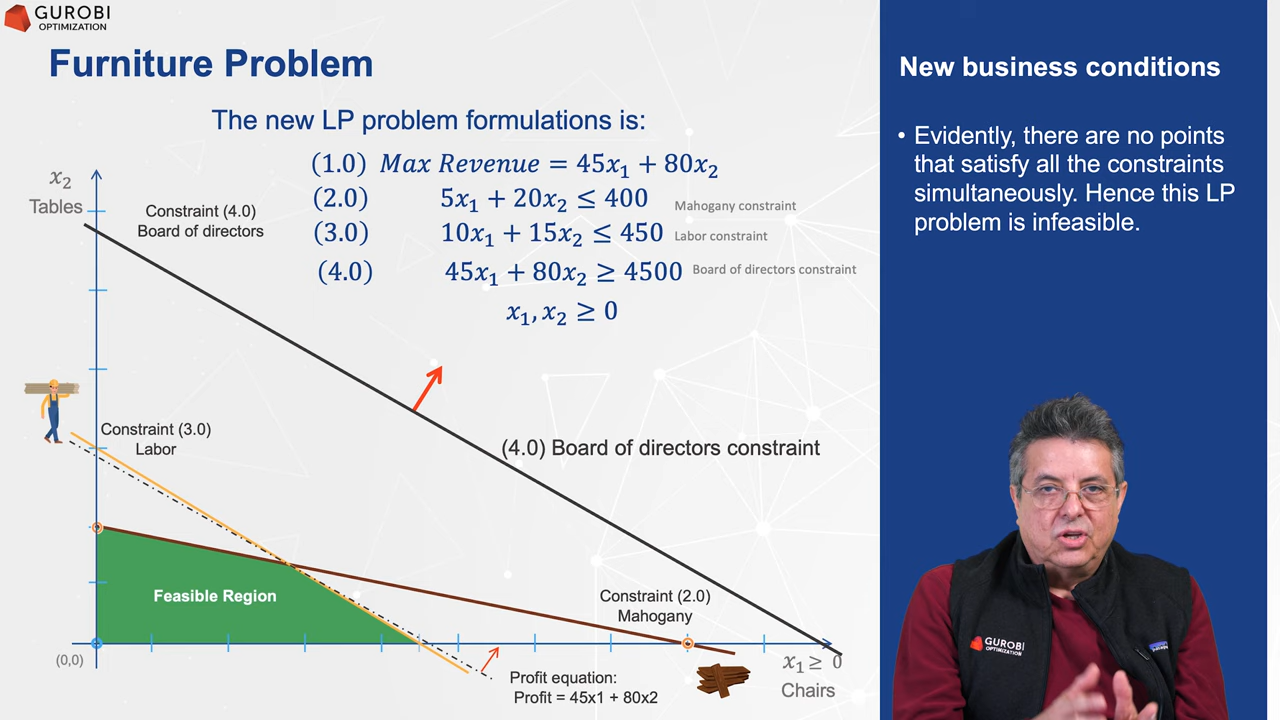 GUROBI
OPTIMIZATION
Furniture Problem
The new LP problem formulations is:
(1.0) Max Revenue = 45x₁ + 80x₂
(2.0) 5x₁ + 20x₂ ≤ 400 Mahogany constraint
(3.0) 10x₁ + 15x₂ ≤ 450 Labor constraint
(4.0) 45x₁ + 80x₂ ≥ 4500 Board of directors constraint
x₁, x₂ ≥ 0
x₂
Tables
Constraint (4.0)
Board of directors
(4.0) Board of directors constraint
Constraint (3.0)
Labor
Feasible Region
Constraint (2.0)
Mahogany
(0,0)
x₁ ≥ 0
Chairs
Profit equation:
Profit = 45x1 + 80x2
New business conditions
• Evidently, there are no points
that satisfy all the constraints
simultaneously. Hence this LP
problem is infeasible.
GUROBI
OPTIMIZATION
patagonia